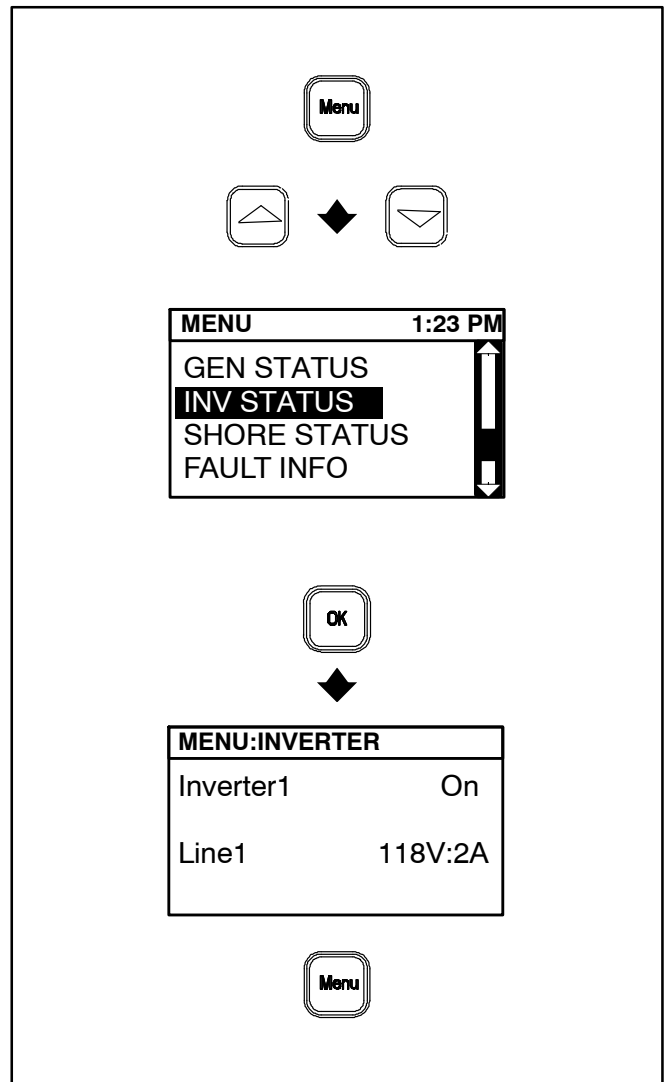 Menu
MENU 1:23 PM
GEN STATUS
INV STATUS
SHORE STATUS
FAULT INFO
OK
MENU:INVERTER
Inverter1 On
Line1 118V:2A
Menu